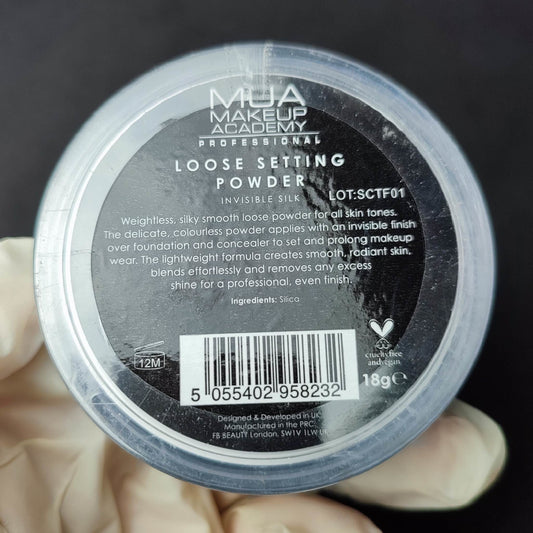 MUA
MAKEUP
ACADEMY
PROFESSIONAL
LOOSE SETTING
POWDER
INVISIBLE SILK
LOT:SCTF01
Weightless, silky smooth loose powder for all skin tones.
The delicate, colourless powder applies with an invisible finish
over foundation and concealer to set and prolong makeup
wear. The lightweight formula creates smooth, radiant skin,
blends effortlessly and removes any excess
shine for a professional, even finish.
Ingredients: Silica
12M
5 055402 958232
crueltyfree
andvegan
18g e
Designed & Developed in UK.
Manufactured in the PRC.
FB BEAUTY London, SW1V 1LW UK